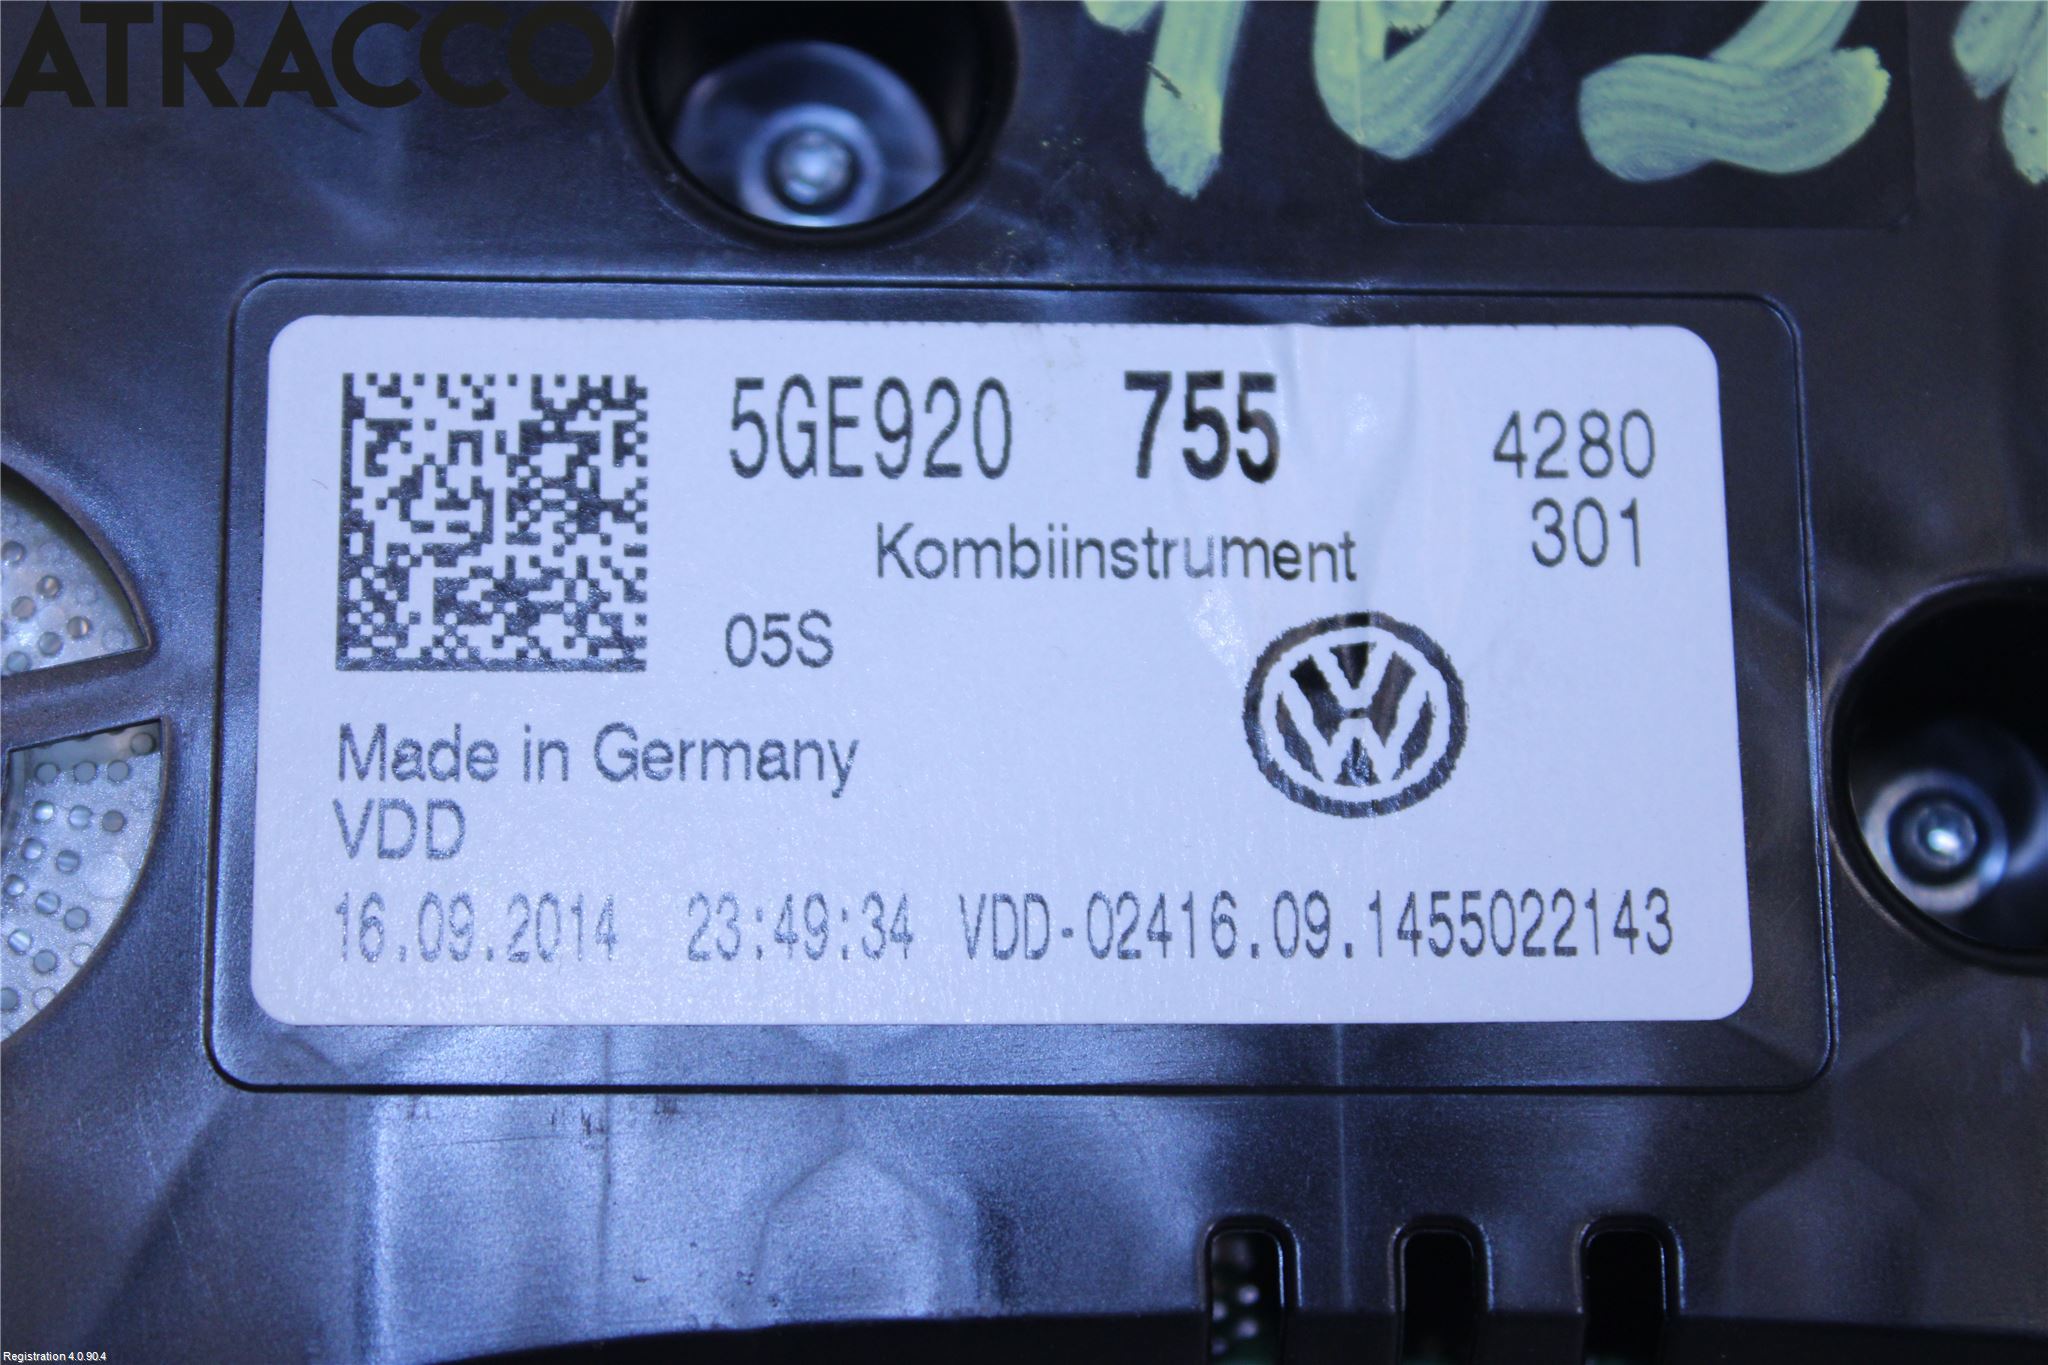 ATRACCO
5GE920 755 4280
301
Kombiinstrument
05S
Made in Germany
VDD
16.09.2014 23:49:34 VDD-02416.09.1455022143
Registration 4.0.90.4